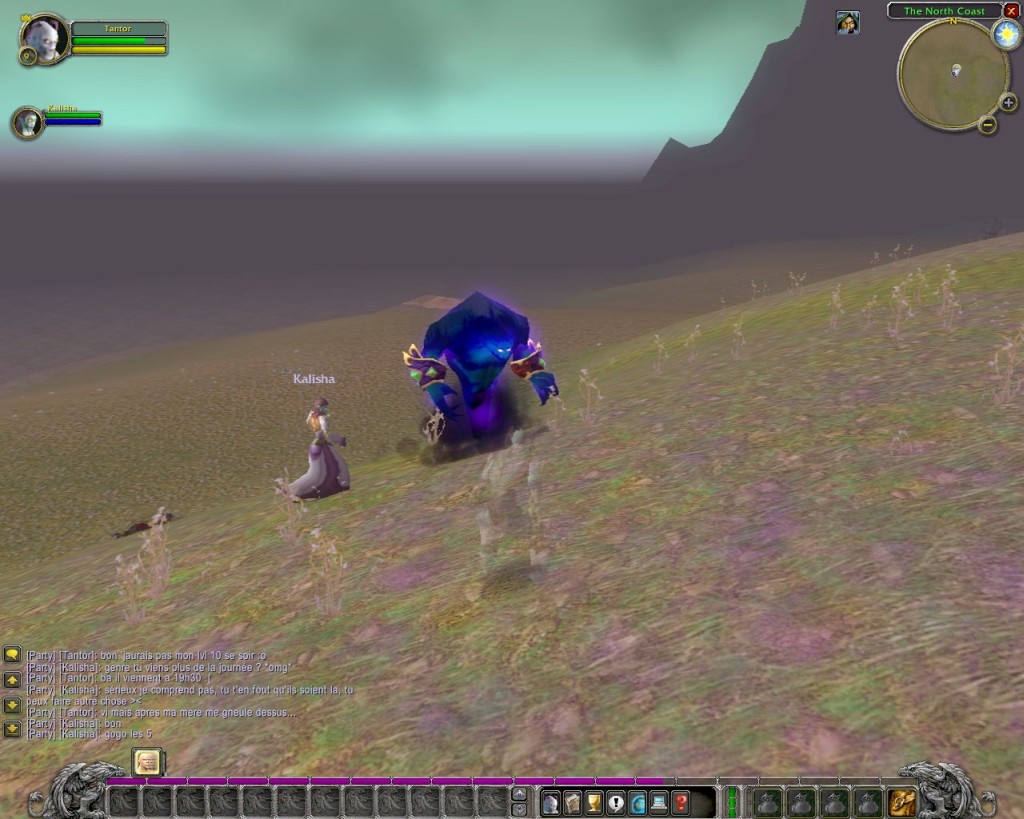 Tantor
The North Coast
N
9
Kalisha
Kalisha
[Party] [Tantor]: bon jaurais pas mon lvl 10 se soir :o
[Party] [Kalisha]: genre tu viens plus de la journée ? "omg"
[Party] [Tantor]: ba il viennent a 19h30 :(
[Party] [Kalisha]: sérieux je comprend pas, tu t'en fout qu'ils soient la, tu
peux faire autre chose ><
[Party] [Tantor]: vi mais apres ma mere me gneule dessus...
[Party] [Kalisha]: bon
[Party] [Kalisha]: gogo les 5